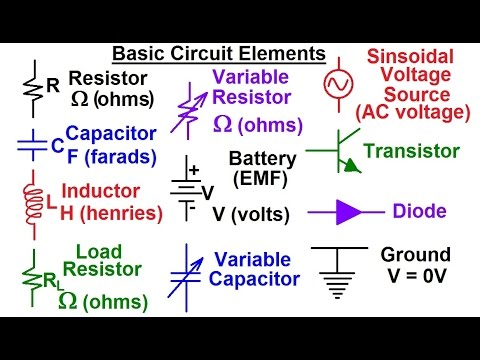 Basic Circuit Elements
R
Resistor
Ω (ohms)
C
Capacitor
F (farads)
L
Inductor
H (henries)
R_L
Load
Resistor
Ω (ohms)
Variable
Resistor
Ω (ohms)
+
V
-
Battery
(EMF)
V (volts)
Variable
Capacitor
Sinsoidal
Voltage
Source
(AC voltage)
Transistor
Diode
Ground
V = 0V